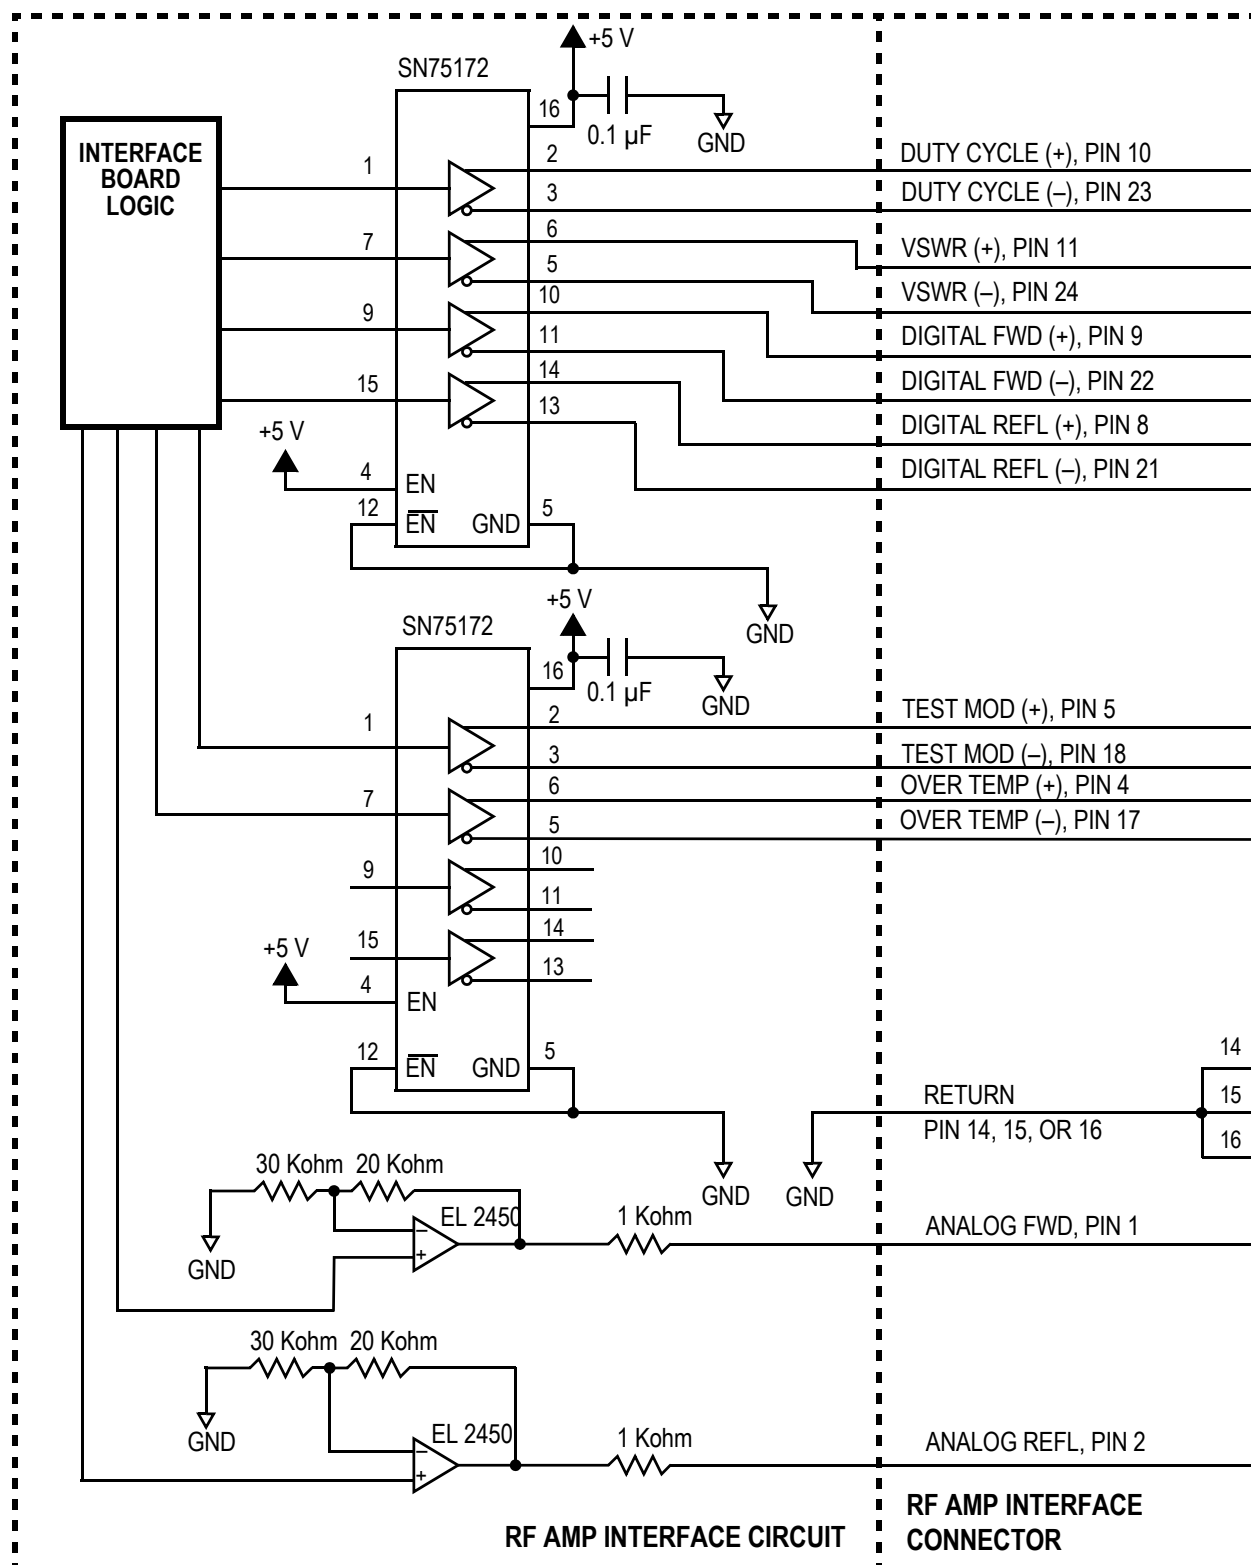 +5 V
SN75172
16
0.1 µF
GND
INTERFACE
BOARD
LOGIC
1
2
3
DUTY CYCLE (+), PIN 10
DUTY CYCLE (–), PIN 23
7
6
5
VSWR (+), PIN 11
VSWR (–), PIN 24
9
10
11
DIGITAL FWD (+), PIN 9
DIGITAL FWD (–), PIN 22
15
14
13
DIGITAL REFL (+), PIN 8
DIGITAL REFL (–), PIN 21
+5 V
4
EN
12
EN
GND
5
GND
+5 V
SN75172
16
0.1 µF
GND
1
2
3
TEST MOD (+), PIN 5
TEST MOD (–), PIN 18
7
6
5
OVER TEMP (+), PIN 4
OVER TEMP (–), PIN 17
9
10
11
15
14
13
+5 V
4
EN
12
EN
GND
5
GND
GND
RETURN
PIN 14, 15, OR 16
14
15
16
30 Kohm
20 Kohm
GND
–
+
EL 2450
1 Kohm
ANALOG FWD, PIN 1
30 Kohm
20 Kohm
GND
–
+
EL 2450
1 Kohm
ANALOG REFL, PIN 2
RF AMP INTERFACE CIRCUIT
RF AMP INTERFACE
CONNECTOR